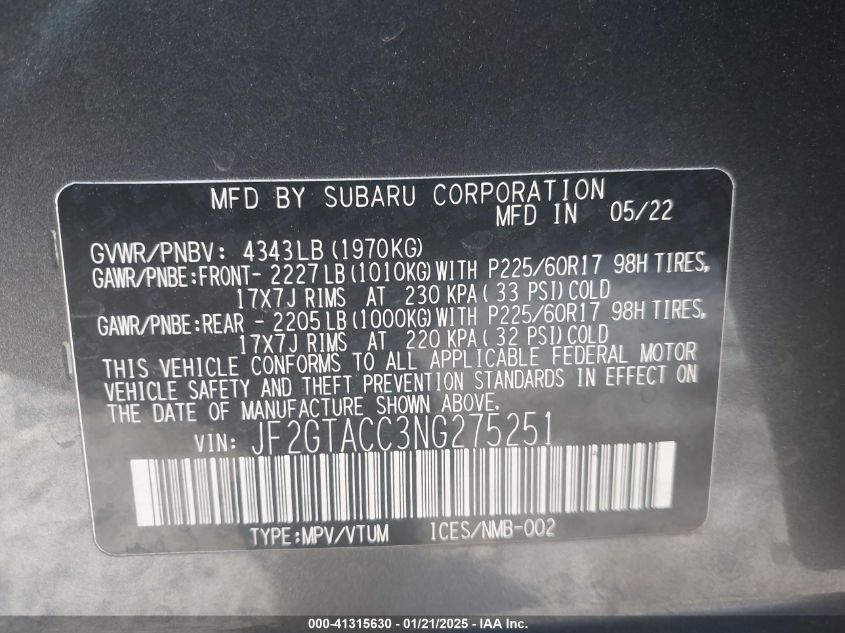 MFD BY SUBARU CORPORATION
MFD IN 05/22
GVWR/PNBV: 4343LB (1970KG)
GAWR/PNBE:FRONT- 2227LB (1010KG) WITH P225/60R17 98H TIRES,
17X7J RIMS AT 230 KPA ( 33 PSI) COLD
GAWR/PNBE:REAR - 2205LB (1000KG) WITH P225/60R17 98H TIRES,
17X7J RIMS AT 220 KPA ( 32 PSI) COLD
THIS VEHICLE CONFORMS TO ALL APPLICABLE FEDERAL MOTOR
VEHICLE SAFETY AND THEFT PREVENTION STANDARDS IN EFFECT ON
THE DATE OF MANUFACTURE SHOWN ABOVE.
VIN: JF2GTACC3NG275251
TYPE:MPV/VTUM ICES/NMB-002
000-41315630 - 01/21/2025 - IAA Inc.